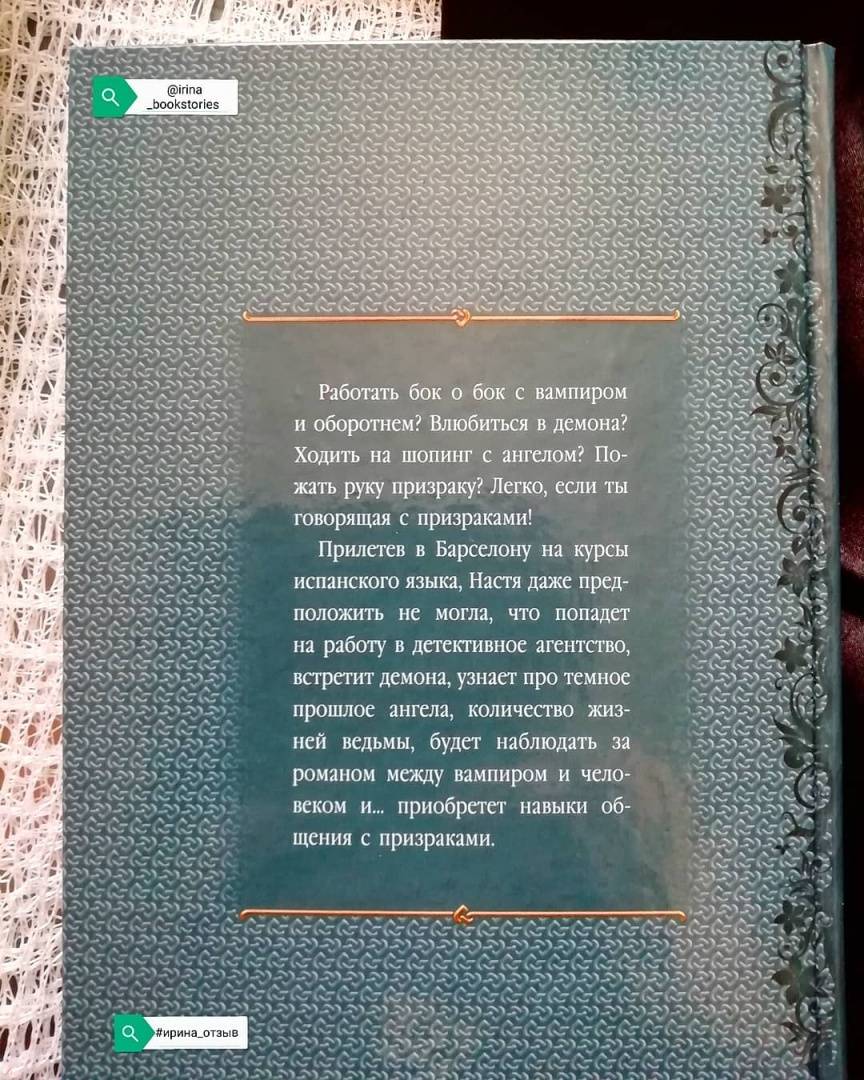 @irina
_bookstories
Работать бок о бок с вампиром
и оборотнем? Влюбиться в демона?
Ходить на шопинг с ангелом? По-
жать руку призраку? Легко, если ты
говорящая с призраками!
Прилетев в Барселону на курсы
испанского языка, Настя даже пред-
положить не могла, что попадет
на работу в детективное агентство,
встретит демона, узнает про темное
прошлое ангела, количество жиз-
ней ведьмы, будет наблюдать за
романом между вампиром и чело-
веком и... приобретет навыки об-
щения с призраками.
#ирина_отзыв